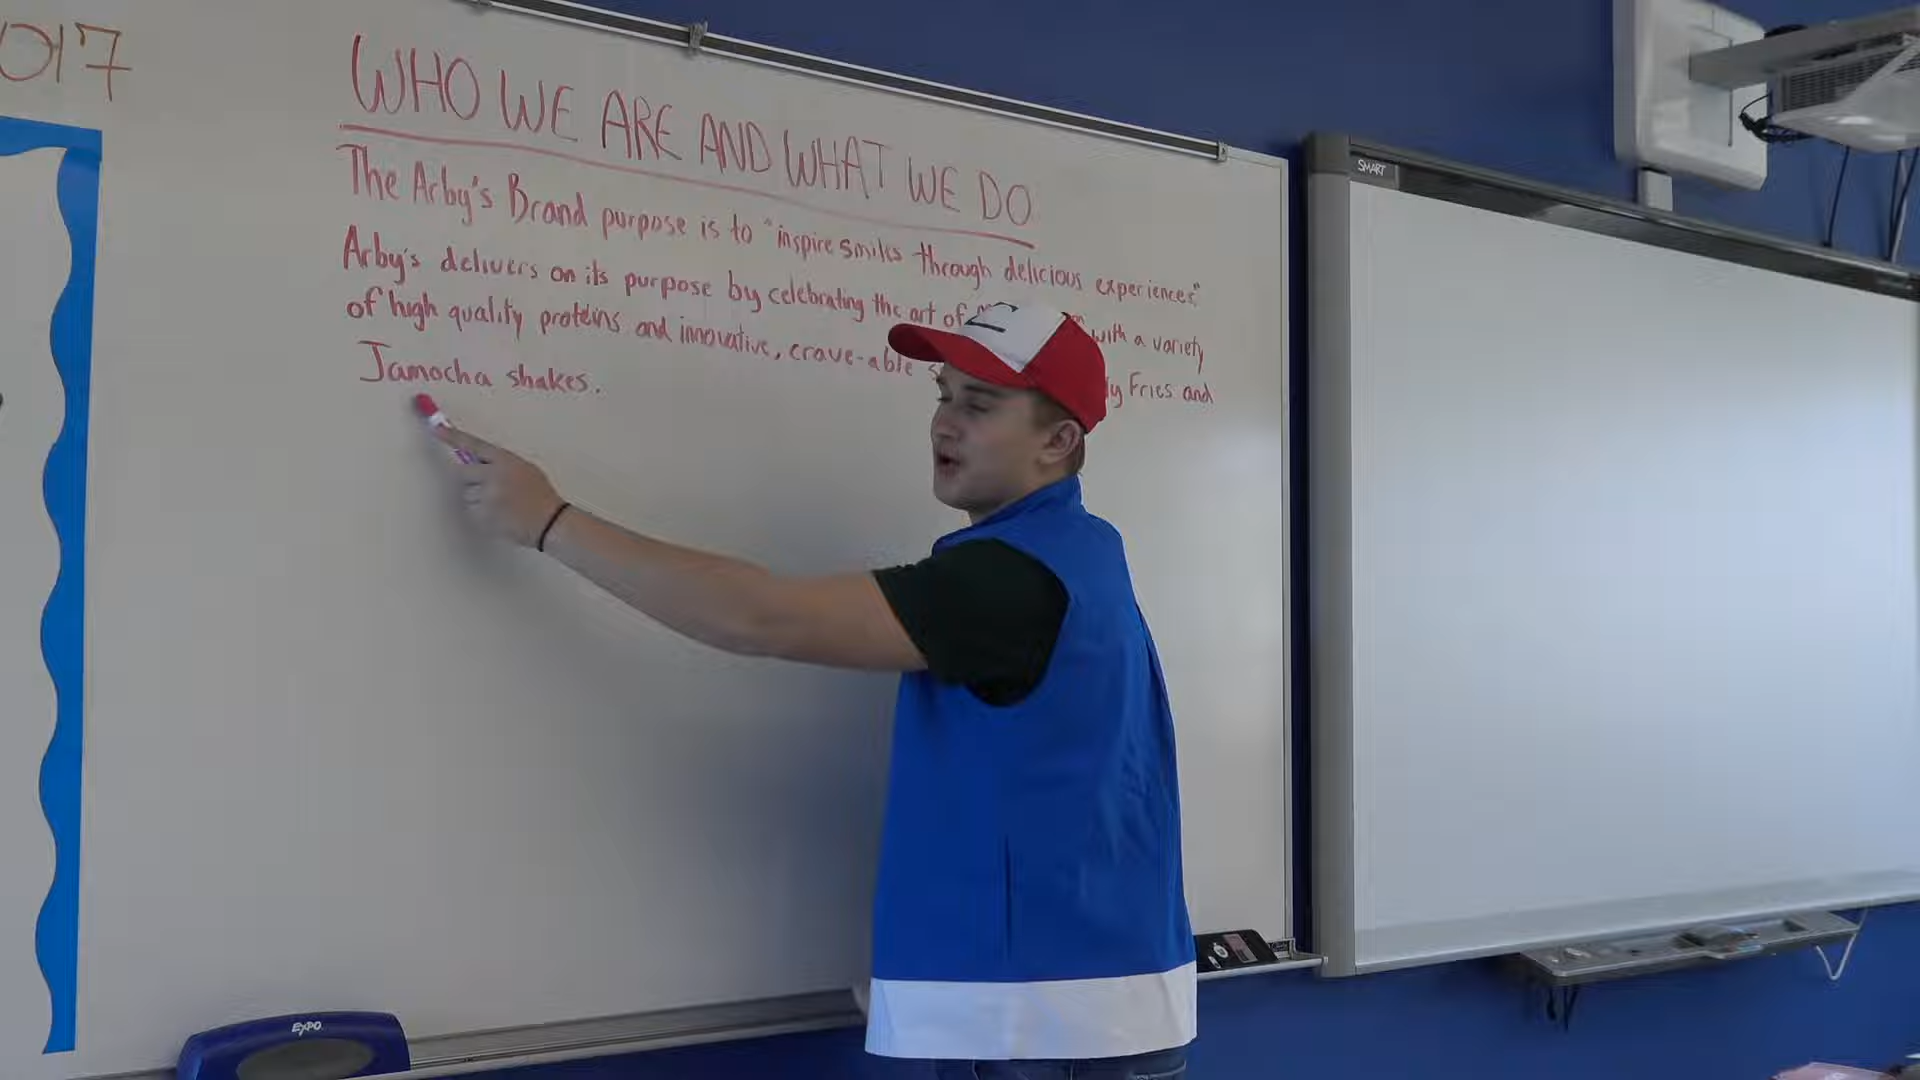 017
WHO WE ARE AND WHAT WE DO
The Arby's Brand purpose is to "inspire smiles through delicious experiences"
Arby's delivers on its purpose by celebrating the art of with a variety
of high quality proteins and innovative, crave-able Fries and
Jamocha shakes.
SMART
EXPO